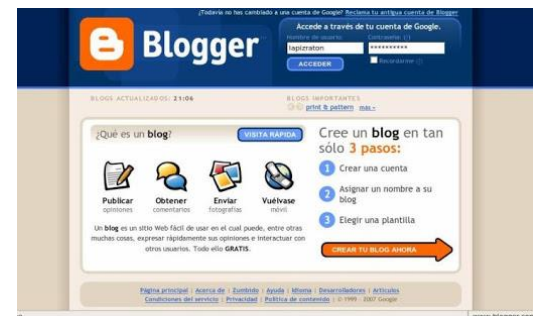 ¿Todavía no has cambiado a una cuenta de Google? Reclama tu antigua cuenta de Blogger
Blogger
Accede a través de tu cuenta de Google.
Nombre de usuario: Contraseña: (?)
lapizraton **********
ACCEDER Recordarme (?)
BLOGS ACTUALIZADOS: 21:06
BLOGS IMPORTANTES
print & pattern más »
¿Qué es un blog?
VISITA RÁPIDA
Publicar opiniones
Obtener comentarios
Enviar fotografías
Vuélvase móvil
Un blog es un sitio Web fácil de usar en el cual puede, entre otras
muchas cosas, expresar rápidamente sus opiniones e interactuar con
otros usuarios. Todo ello GRATIS.
Cree un blog en tan
sólo 3 pasos:
1 Crear una cuenta
2 Asignar un nombre a su
blog
3 Elegir una plantilla
CREAR TU BLOG AHORA
Página principal | Acerca de | Zumbido | Ayuda | Idioma | Desarrolladores | Artículos
Condiciones del servicio | Privacidad | Política de contenido | © 1999 - 2007 Google